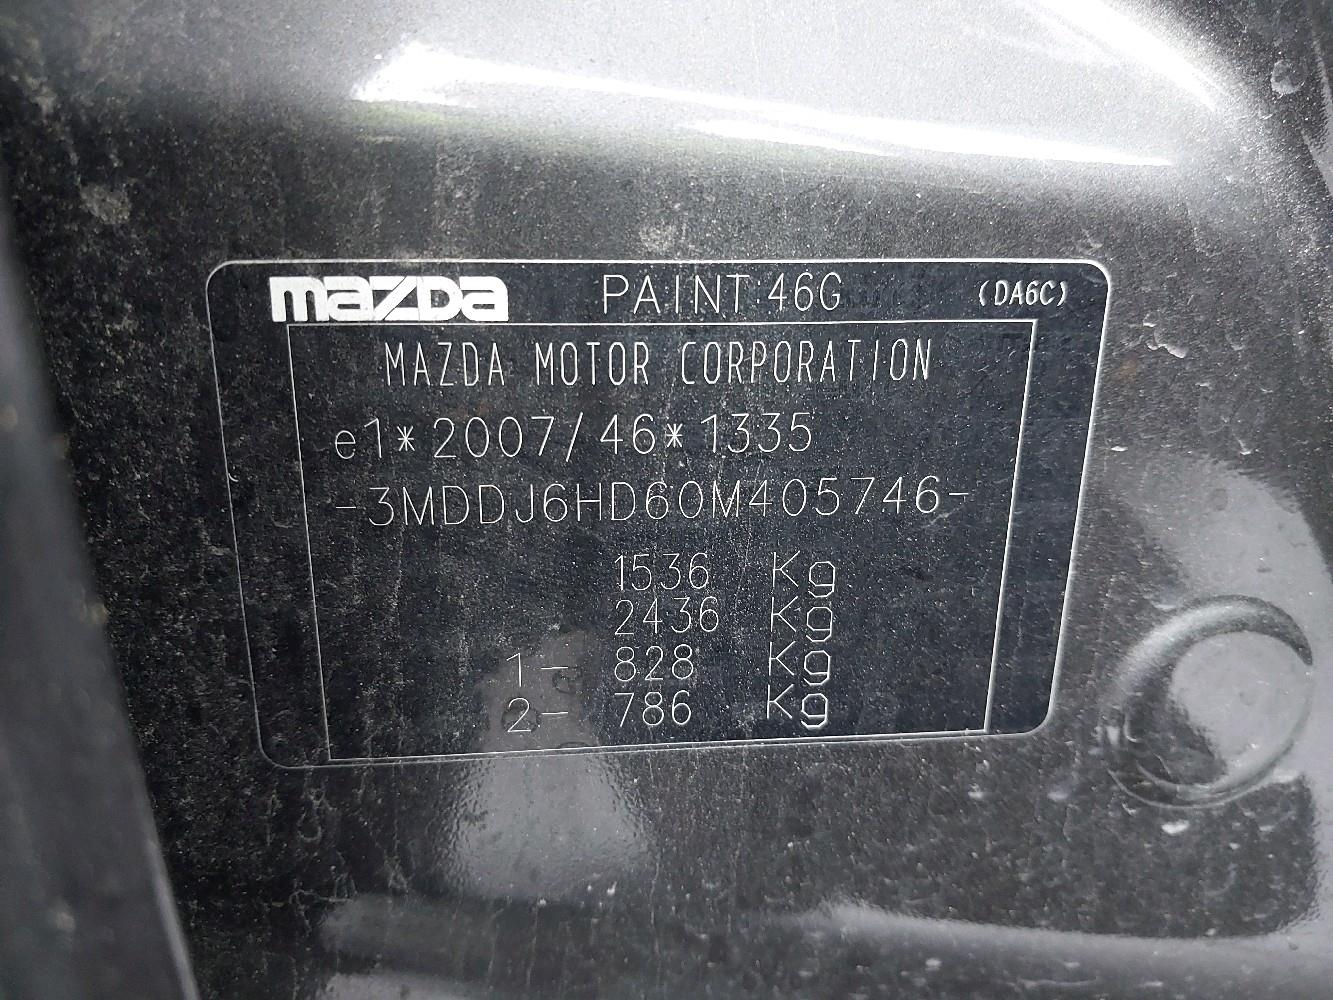 mazda PAINT 46G (DA6C)
MAZDA MOTOR CORPORATION
e1*2007/46*1335
-3MDDJ6HD60M405746-
1536 Kg
2436 Kg
1- 828 Kg
2- 786 Kg